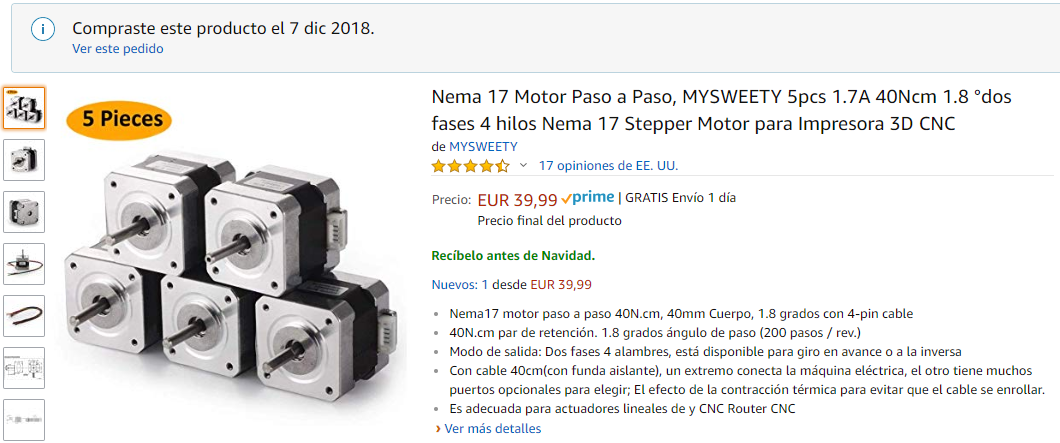 Compraste este producto el 7 dic 2018.
Ver este pedido
5 Pieces
Nema 17 Motor Paso a Paso, MYSWEETY 5pcs 1.7A 40Ncm 1.8 °dos
fases 4 hilos Nema 17 Stepper Motor para Impresora 3D CNC
de MYSWEETY
17 opiniones de EE. UU.
Precio: EUR 39,99 prime | GRATIS Envío 1 día
Precio final del producto
Recíbelo antes de Navidad.
Nuevos: 1 desde EUR 39,99
Nema17 motor paso a paso 40N.cm, 40mm Cuerpo, 1.8 grados con 4-pin cable
40N.cm par de retención. 1.8 grados ángulo de paso (200 pasos / rev.)
Modo de salida: Dos fases 4 alambres, está disponible para giro en avance o a la inversa
Con cable 40cm(con funda aislante), un extremo conecta la máquina eléctrica, el otro tiene muchos
puertos opcionales para elegir; El efecto de la contracción térmica para evitar que el cable se enrollar.
Es adecuada para actuadores lineales de y CNC Router CNC
› Ver más detalles